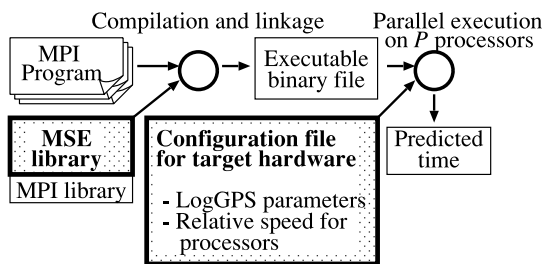 Compilation and linkage
Parallel execution
on P processors
MPI
Program
Executable
binary file
MSE
library
MPI library
Configuration file
for target hardware
- LogGPS parameters
- Relative speed for
processors
Predicted
time